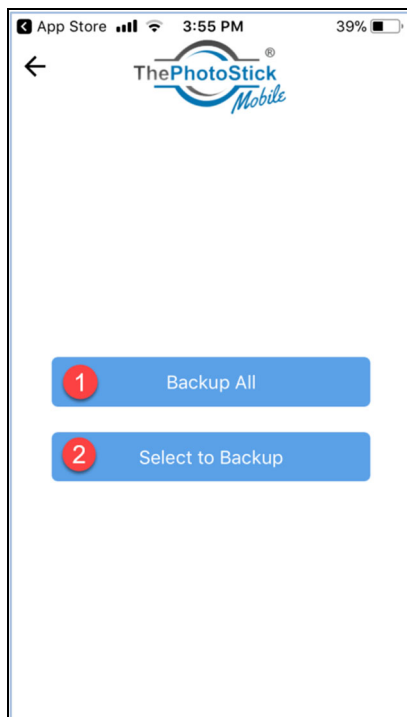 App Store 3:55 PM 39%
ThePhotoStick®
Mobile
1 Backup All
2 Select to Backup